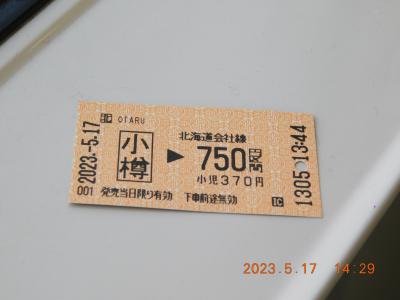 2023.-5.17
OTARU
小樽
北海道会社線
▶ 750円区間
小児370円
001 発売当日限り有効 下車前途無効
1305 13:44
2023.5.17 14:29